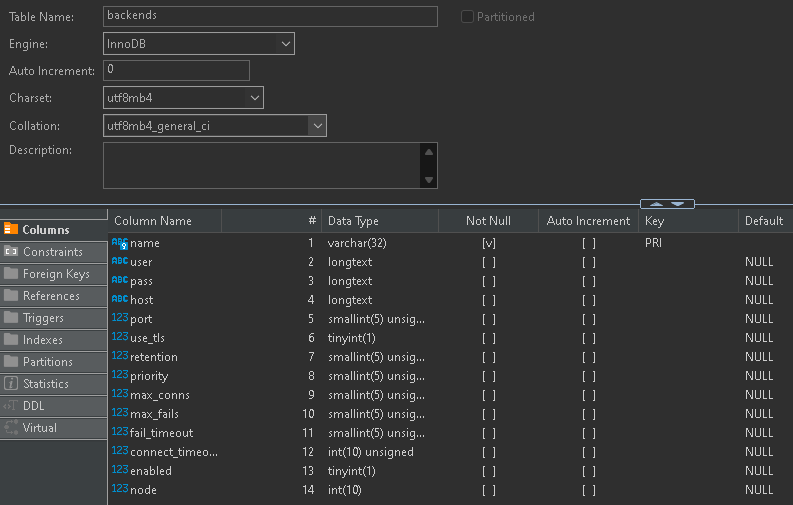 Table Name: backends Partitioned
Engine: InnoDB
Auto Increment: 0
Charset: utf8mb4
Collation: utf8mb4_general_ci
Description:
Columns
Constraints
Foreign Keys
References
Triggers
Indexes
Partitions
Statistics
DDL
Virtual
Column Name # Data Type Not Null Auto Increment Key Default
ABC name 1 varchar(32) [v] [ ] PRI
ABC user 2 longtext [ ] [ ] NULL
ABC pass 3 longtext [ ] [ ] NULL
ABC host 4 longtext [ ] [ ] NULL
123 port 5 smallint(5) unsig... [ ] [ ] NULL
123 use_tls 6 tinyint(1) [ ] [ ] NULL
123 retention 7 smallint(5) unsig... [ ] [ ] NULL
123 priority 8 smallint(5) unsig... [ ] [ ] NULL
123 max_conns 9 smallint(5) unsig... [ ] [ ] NULL
123 max_fails 10 smallint(5) unsig... [ ] [ ] NULL
123 fail_timeout 11 smallint(5) unsig... [ ] [ ] NULL
123 connect_timeo... 12 int(10) unsigned [ ] [ ] NULL
123 enabled 13 tinyint(1) [ ] [ ] NULL
123 node 14 int(10) [ ] [ ] NULL